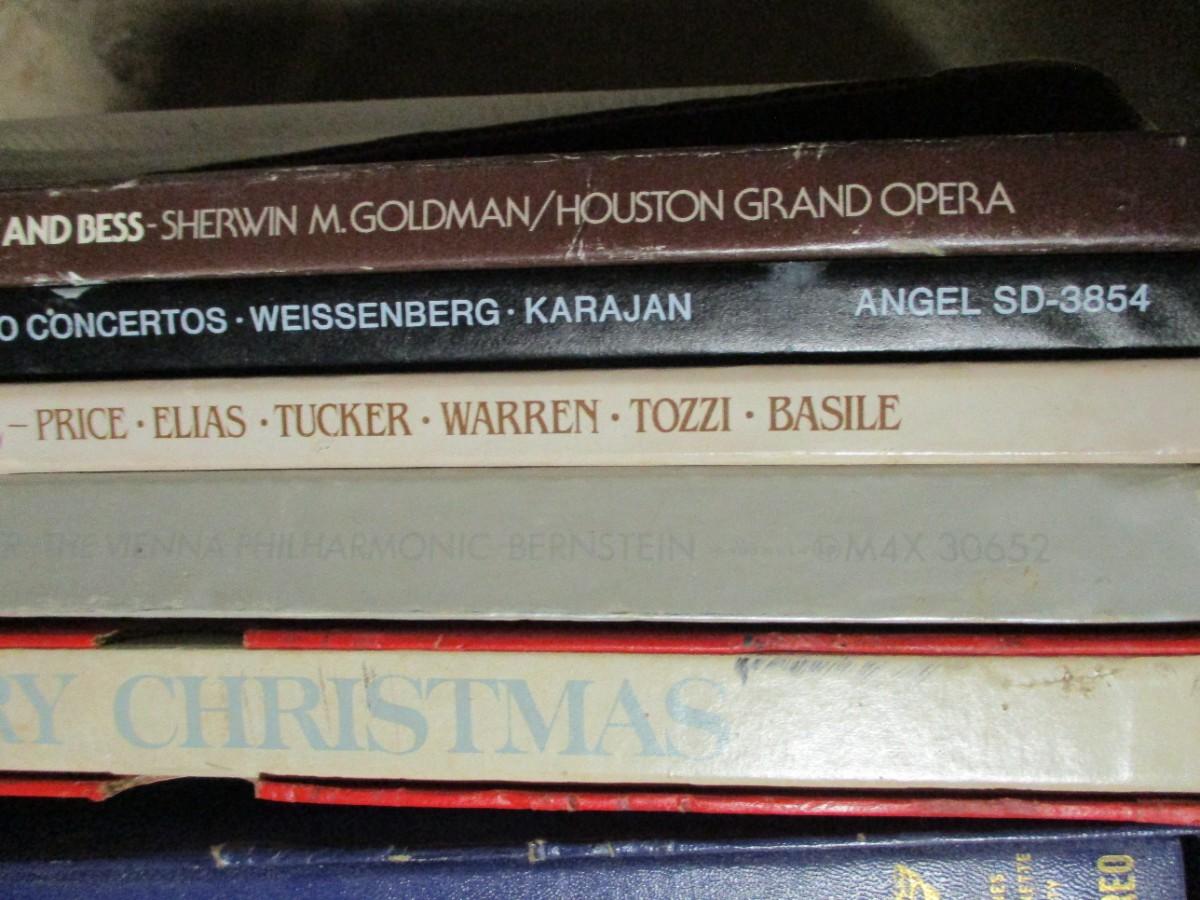 AND BESS - SHERWIN M. GOLDMAN/HOUSTON GRAND OPERA
O CONCERTOS · WEISSENBERG · KARAJAN ANGEL SD-3854
– PRICE · ELIAS · TUCKER · WARREN · TOZZI · BASILE
R THE VIENNA PHILHARMONIC BERNSTEIN M4X 30652
RY CHRISTMAS
REO